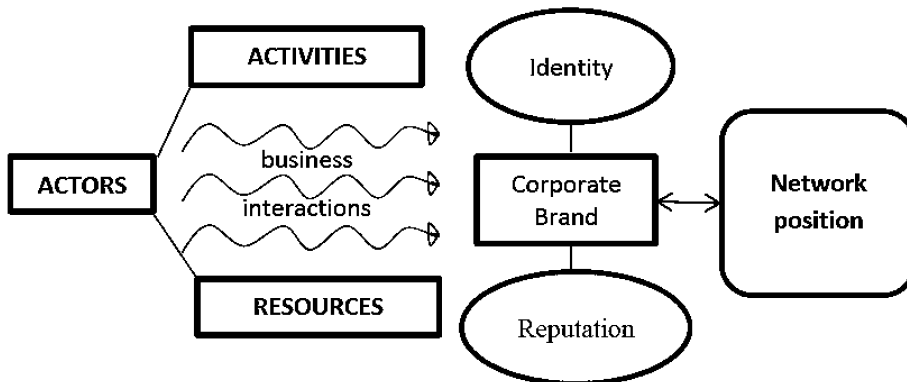 ACTIVITIES
Identity
business
ACTORS
interactions
Corporate
Brand
Network
position
RESOURCES
Reputation